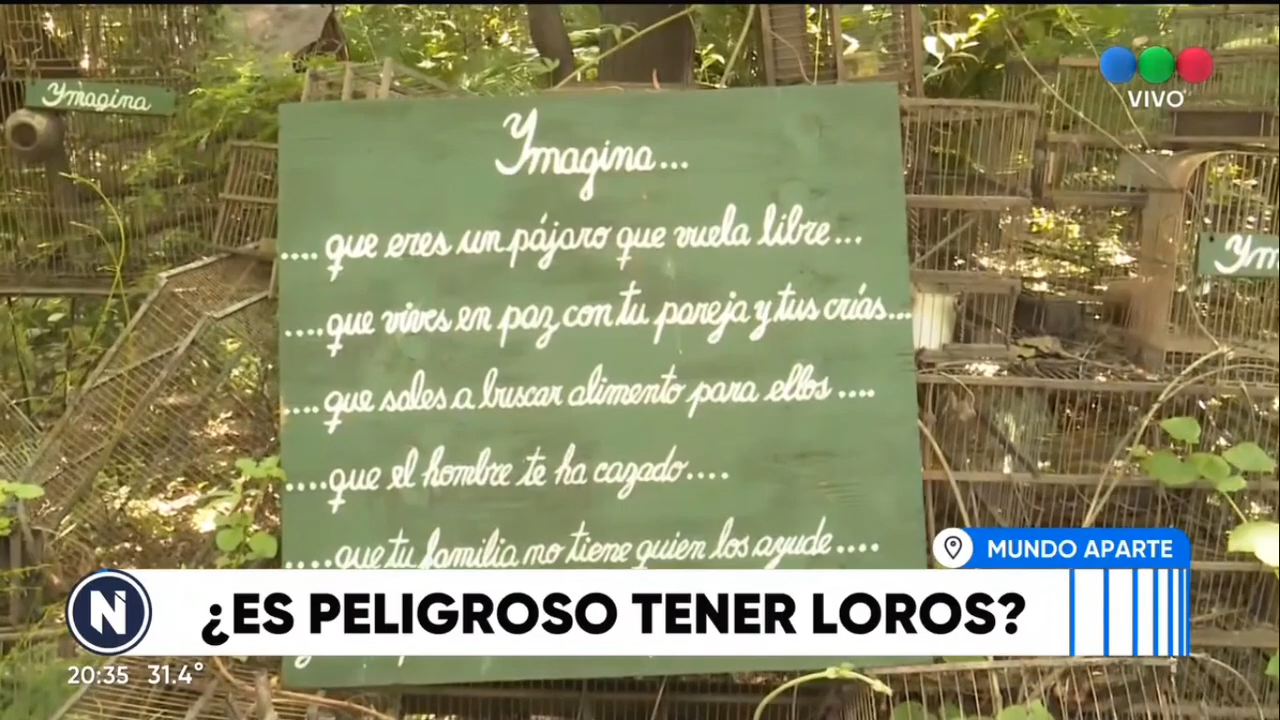 VIVO
Ymagina
Ymagina...
.... que eres un pájaro que vuela libre...
....que vives en paz con tu pareja y tus crías...
.... que sales a buscar alimento para ellos ....
....que el hombre te ha cazado....
....que tu familia no tiene quien los ayude....
Ym
MUNDO APARTE
N
¿ES PELIGROSO TENER LOROS?
20:35 31.4°